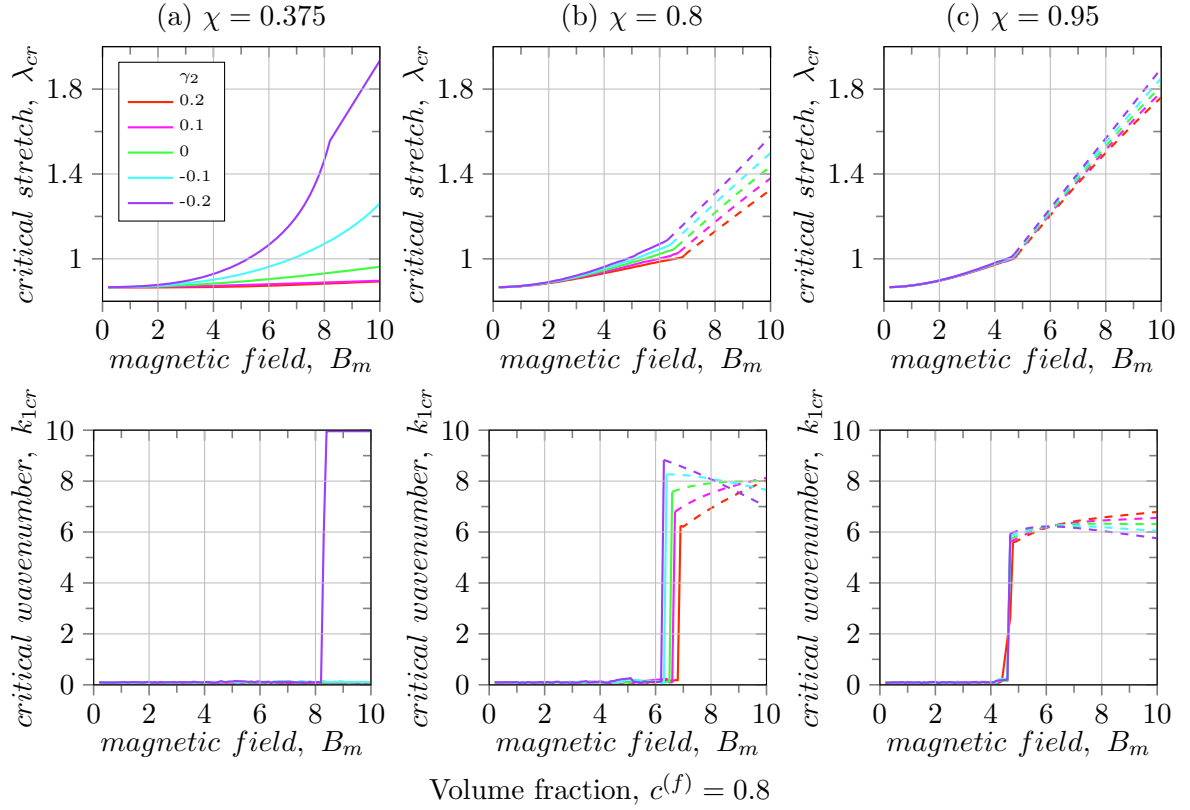 (a) χ = 0.375
(b) χ = 0.8
(c) χ = 0.95
critical stretch, λcr
1.8
1.4
1
0 2 4 6 8 10
magnetic field, Bm
γ2
0.2
0.1
0
-0.1
-0.2
critical stretch, λcr
1.8
1.4
1
0 2 4 6 8 10
magnetic field, Bm
critical stretch, λcr
1.8
1.4
1
0 2 4 6 8 10
magnetic field, Bm
critical wavenumber, k1cr
10
8
6
4
2
0
0 2 4 6 8 10
magnetic field, Bm
critical wavenumber, k1cr
10
8
6
4
2
0
0 2 4 6 8 10
magnetic field, Bm
critical wavenumber, k1cr
10
8
6
4
2
0
0 2 4 6 8 10
magnetic field, Bm
Volume fraction, c(f) = 0.8